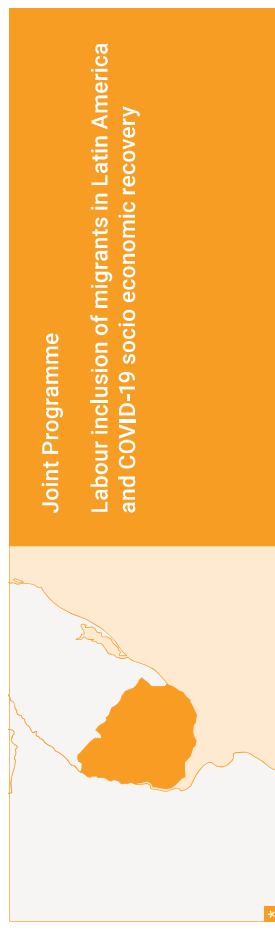 Joint Programme
Labour inclusion of migrants in Latin America
and COVID-19 socio economic recovery